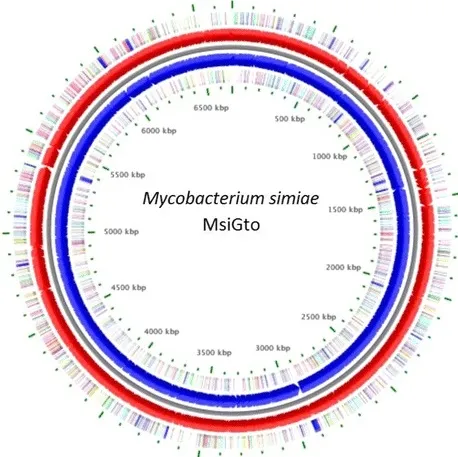 6500 kbp
500 kbp
6000 kbp
1000 kbp
5500 kbp
Mycobacterium simiae
MsiGto
1500 kbp
5000 kbp
2000 kbp
4500 kbp
2500 kbp
4000 kbp
3000 kbp
3500 kbp